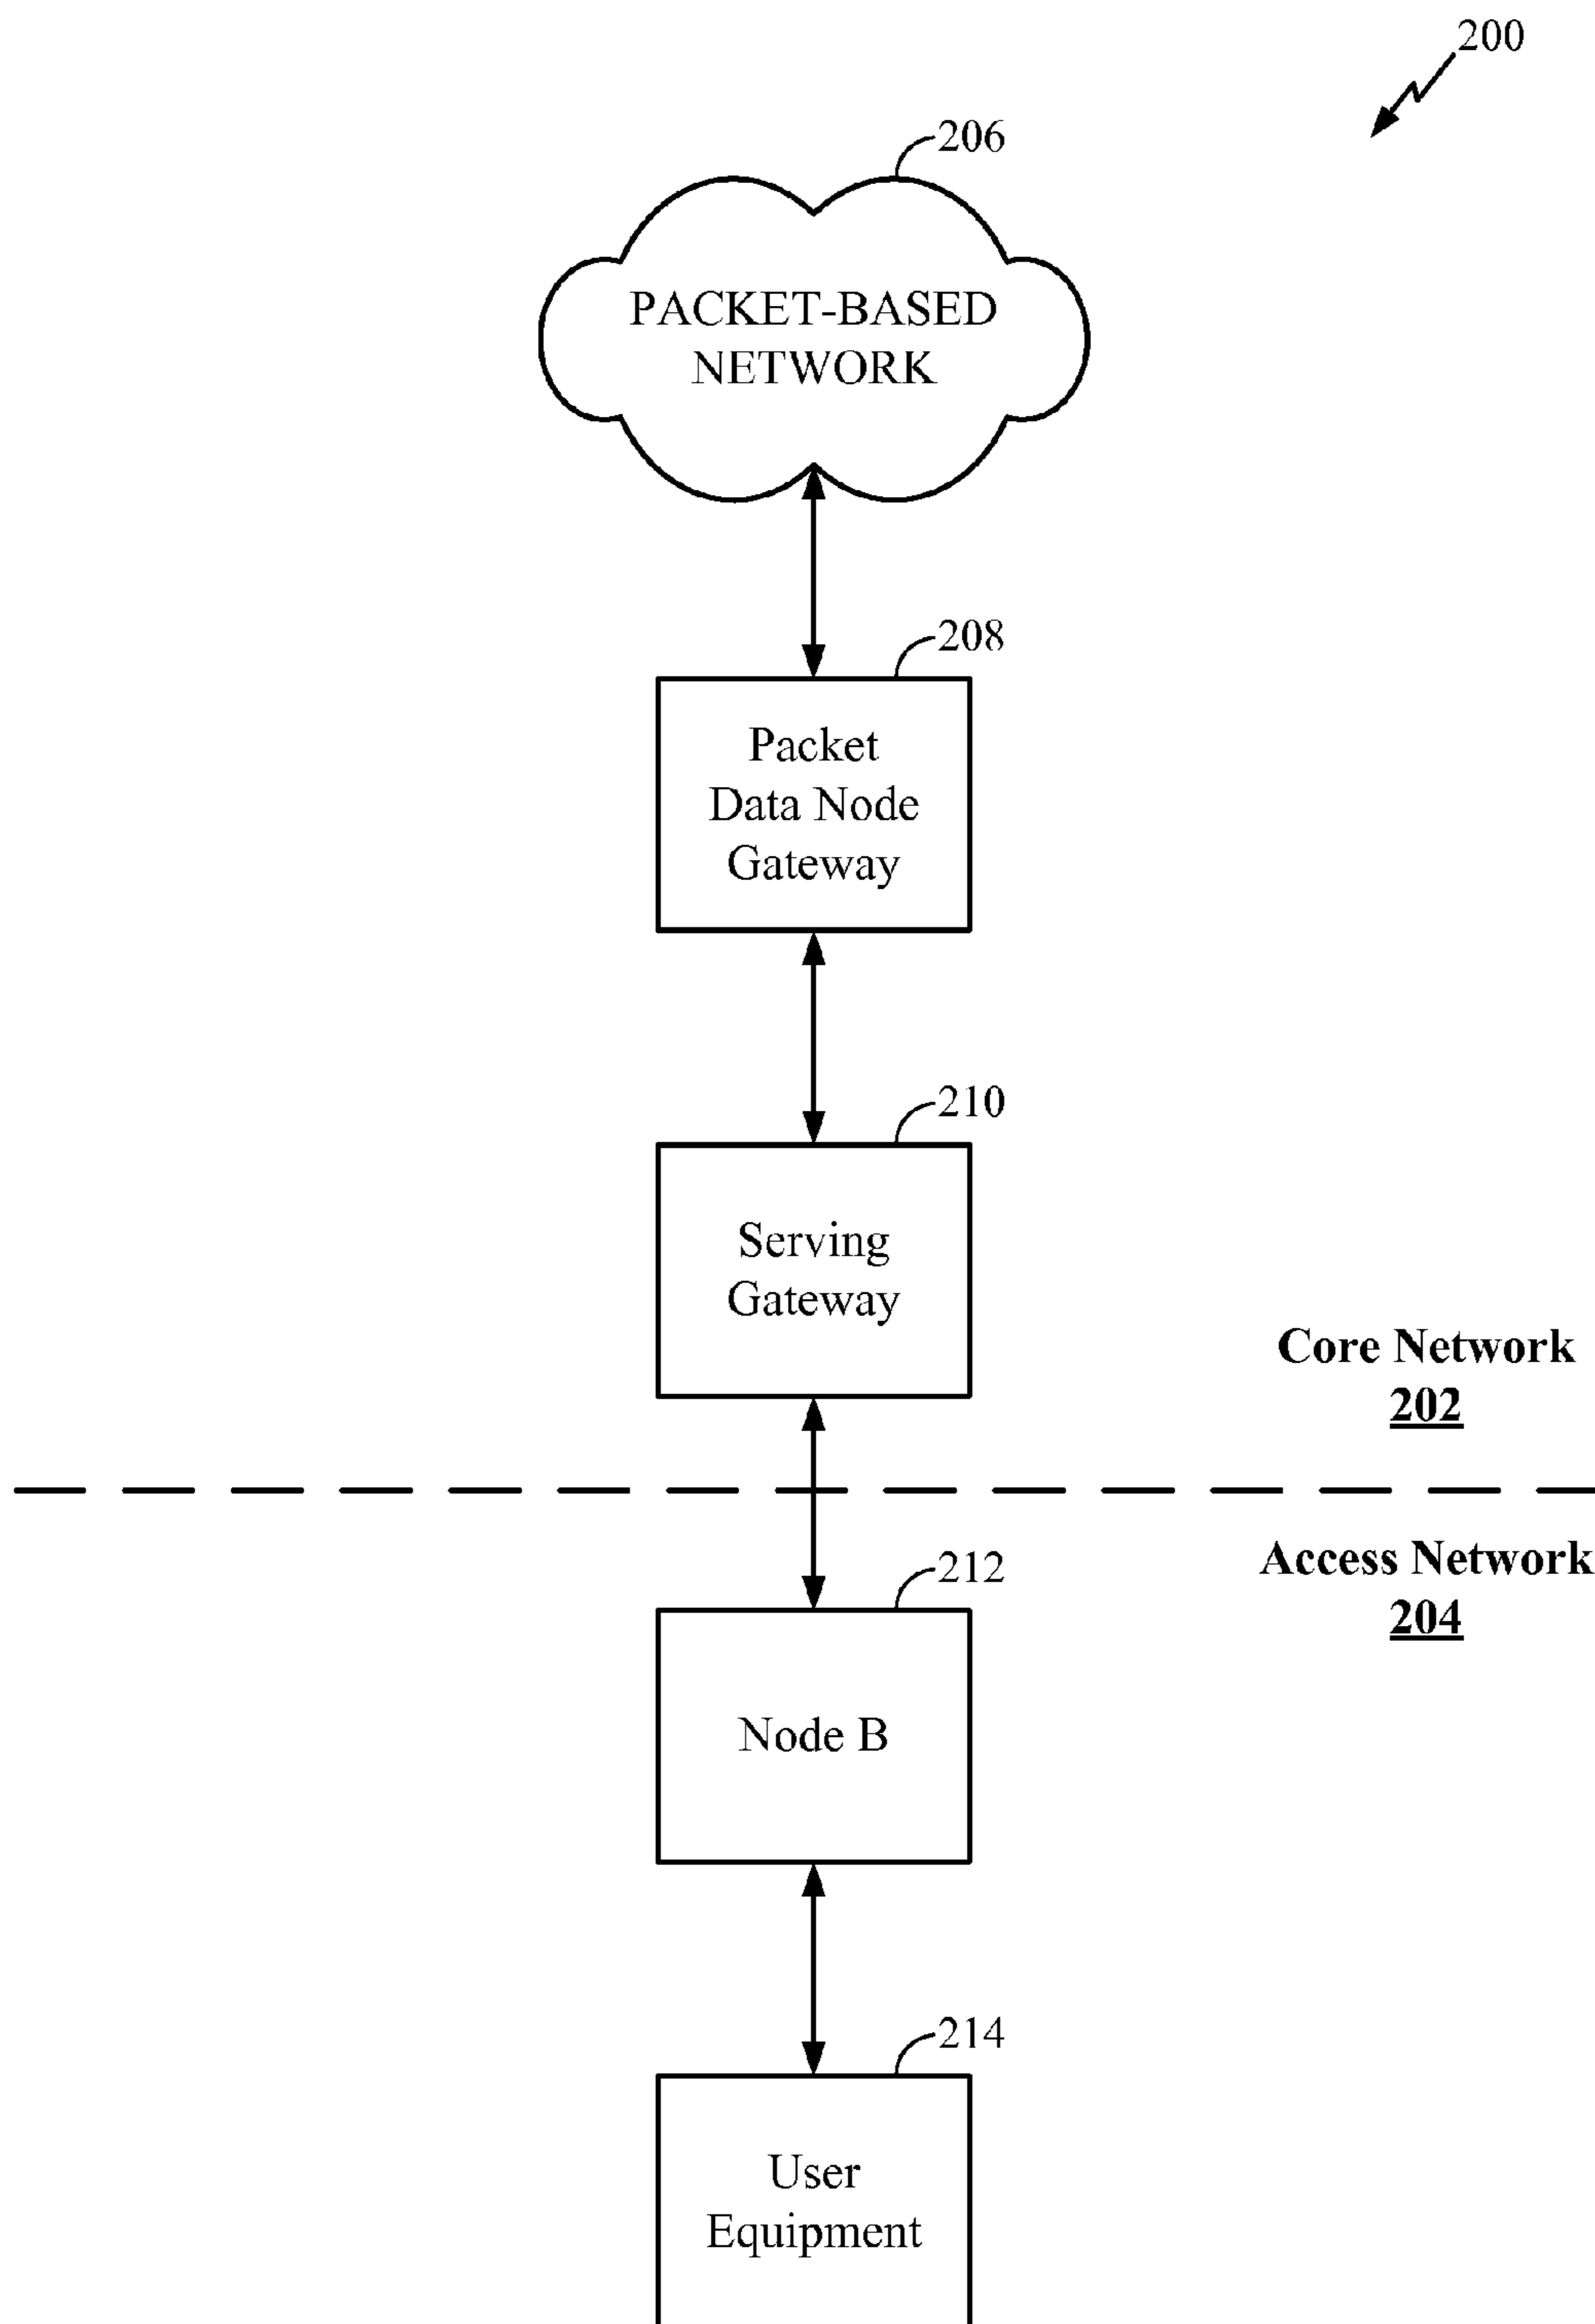 200
206
PACKET-BASED
NETWORK
208
Packet
Data Node
Gateway
210
Serving
Gateway
Core Network
202
Access Network
204
212
Node B
214
User
Equipment